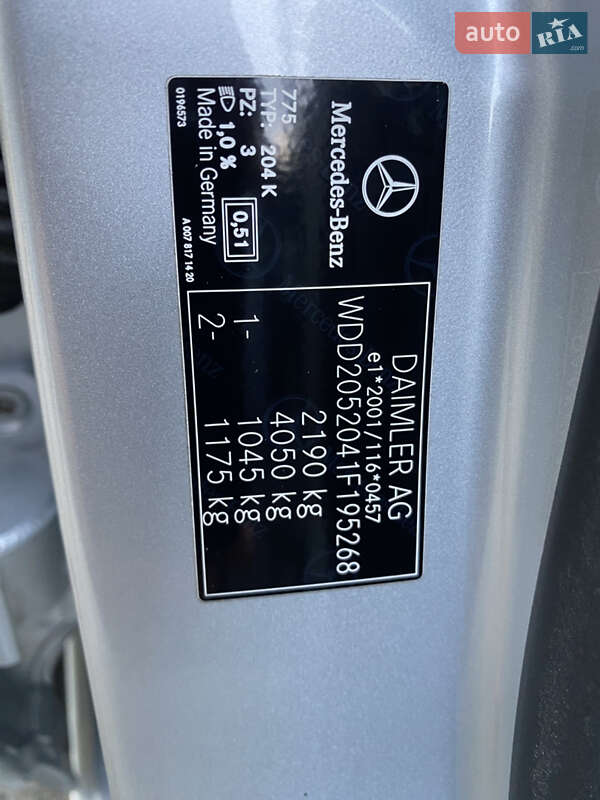 auto RIA .com
Mercedes-Benz
775
TYP: 204 K
PZ: 3
1,0 %
0,51
Made in Germany
0196573
A 007 817 14 20
DAIMLER AG
e1*2001/116*0457
WDD2052041F195268
2190 kg
4050 kg
1- 1045 kg
2- 1175 kg